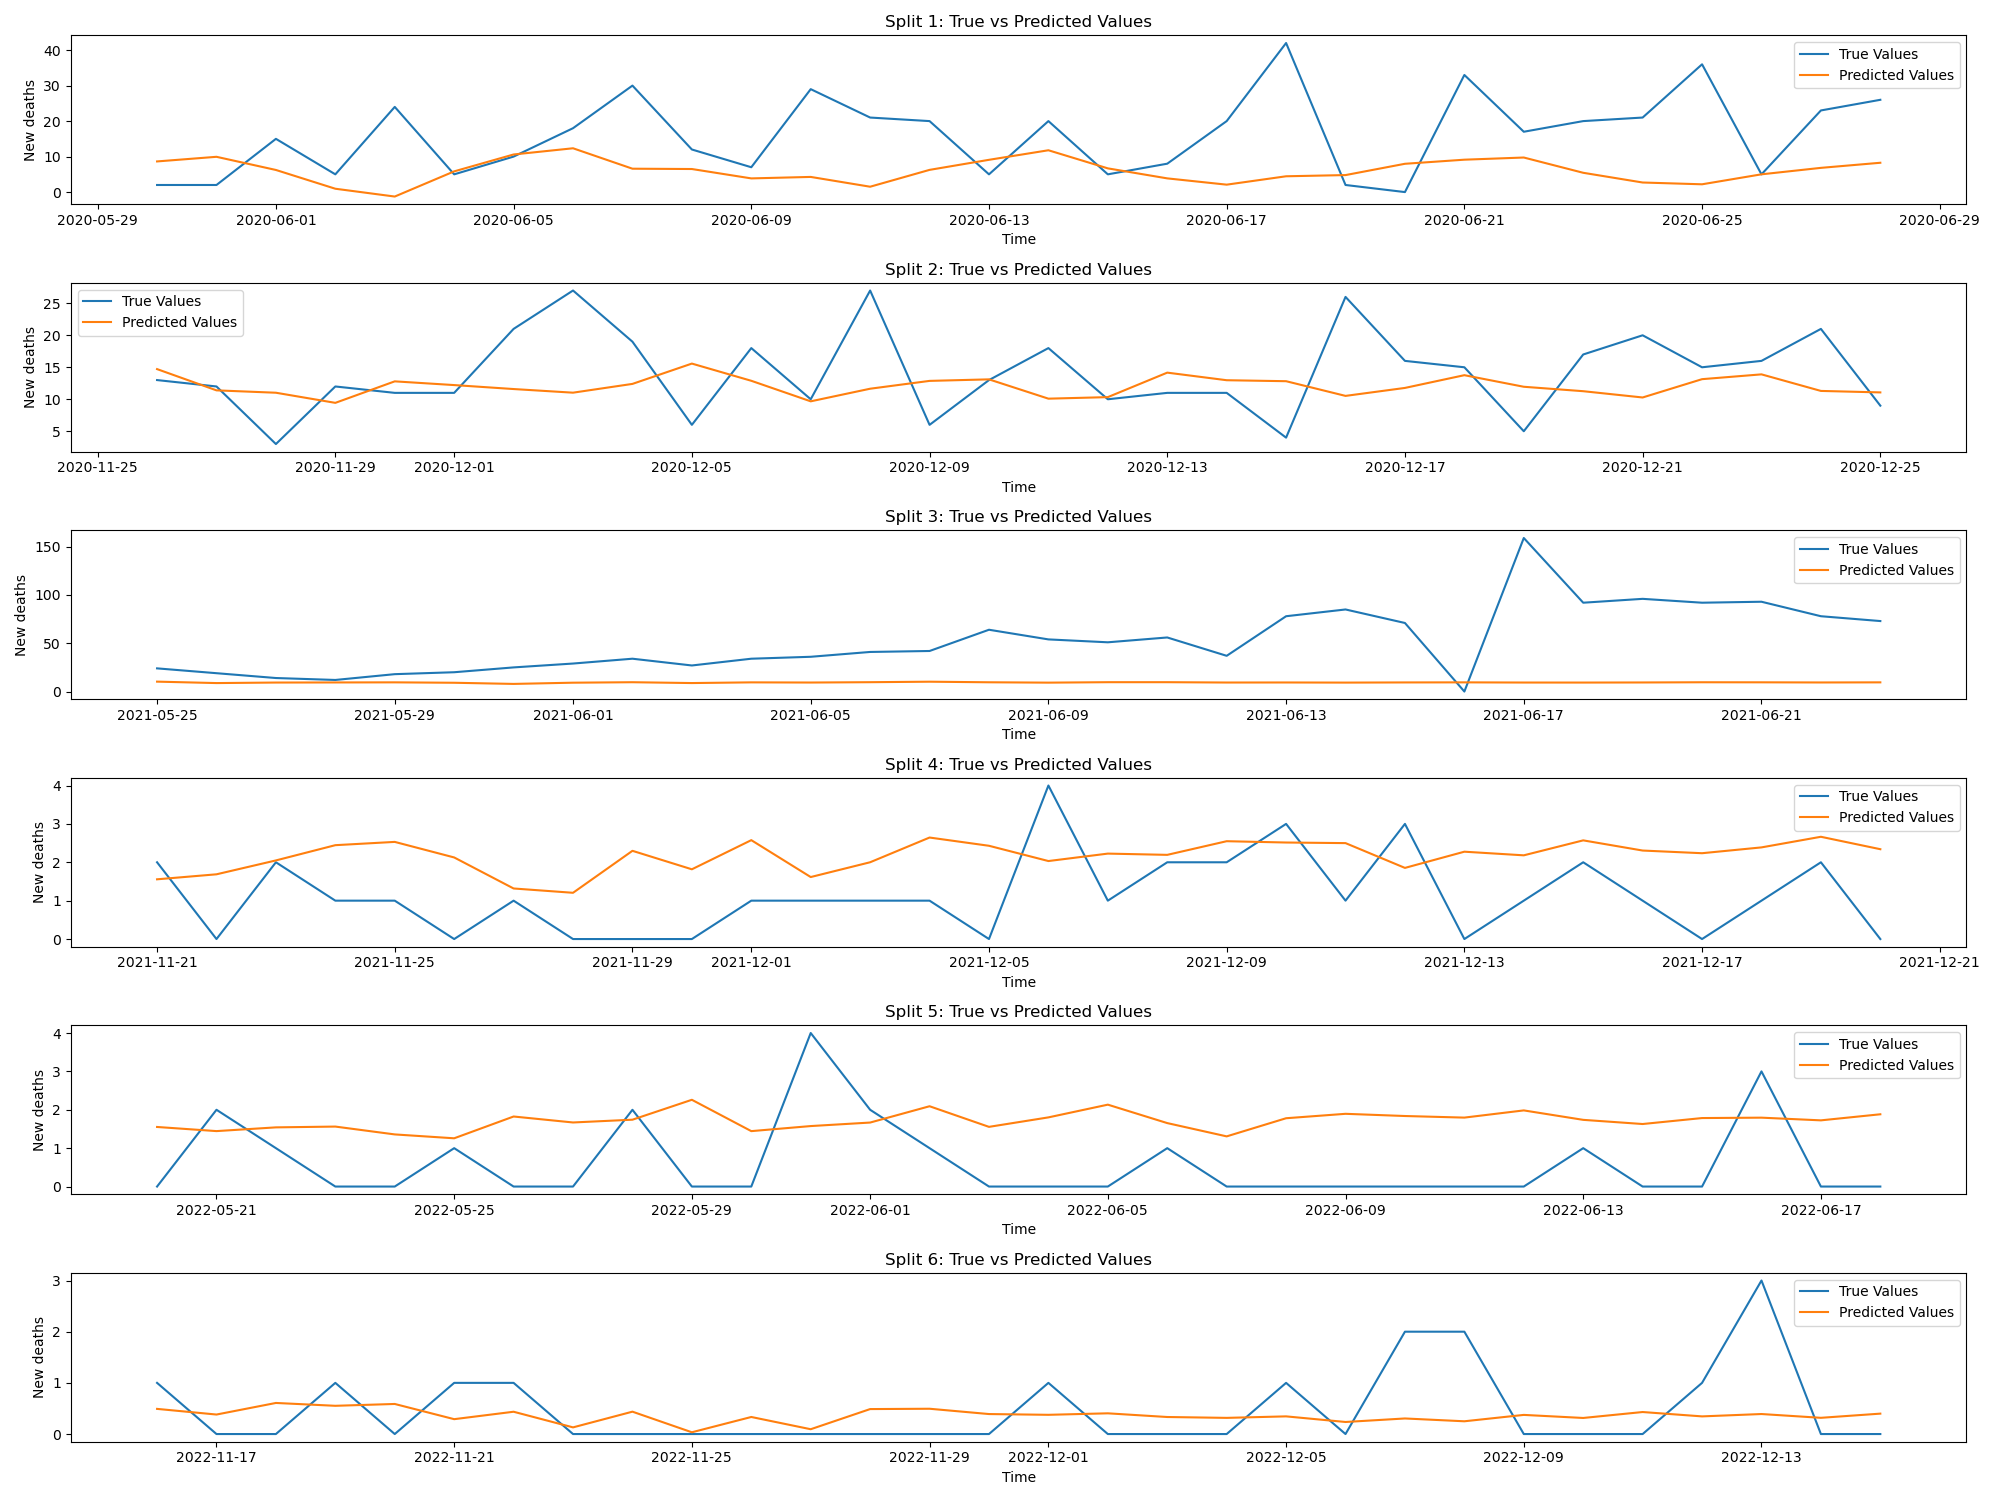 Split 1: True vs Predicted Values
New deaths
40
30
20
10
0
True Values
Predicted Values
2020-05-29 2020-06-01 2020-06-05 2020-06-09 2020-06-13 2020-06-17 2020-06-21 2020-06-25 2020-06-29
Time
Split 2: True vs Predicted Values
New deaths
25
20
15
10
5
True Values
Predicted Values
2020-11-25 2020-11-29 2020-12-01 2020-12-05 2020-12-09 2020-12-13 2020-12-17 2020-12-21 2020-12-25
Time
Split 3: True vs Predicted Values
New deaths
150
100
50
0
True Values
Predicted Values
2021-05-25 2021-05-29 2021-06-01 2021-06-05 2021-06-09 2021-06-13 2021-06-17 2021-06-21
Time
Split 4: True vs Predicted Values
New deaths
4
3
2
1
0
True Values
Predicted Values
2021-11-21 2021-11-25 2021-11-29 2021-12-01 2021-12-05 2021-12-09 2021-12-13 2021-12-17 2021-12-21
Time
Split 5: True vs Predicted Values
New deaths
4
3
2
1
0
True Values
Predicted Values
2022-05-21 2022-05-25 2022-05-29 2022-06-01 2022-06-05 2022-06-09 2022-06-13 2022-06-17
Time
Split 6: True vs Predicted Values
New deaths
3
2
1
0
True Values
Predicted Values
2022-11-17 2022-11-21 2022-11-25 2022-11-29 2022-12-01 2022-12-05 2022-12-09 2022-12-13
Time